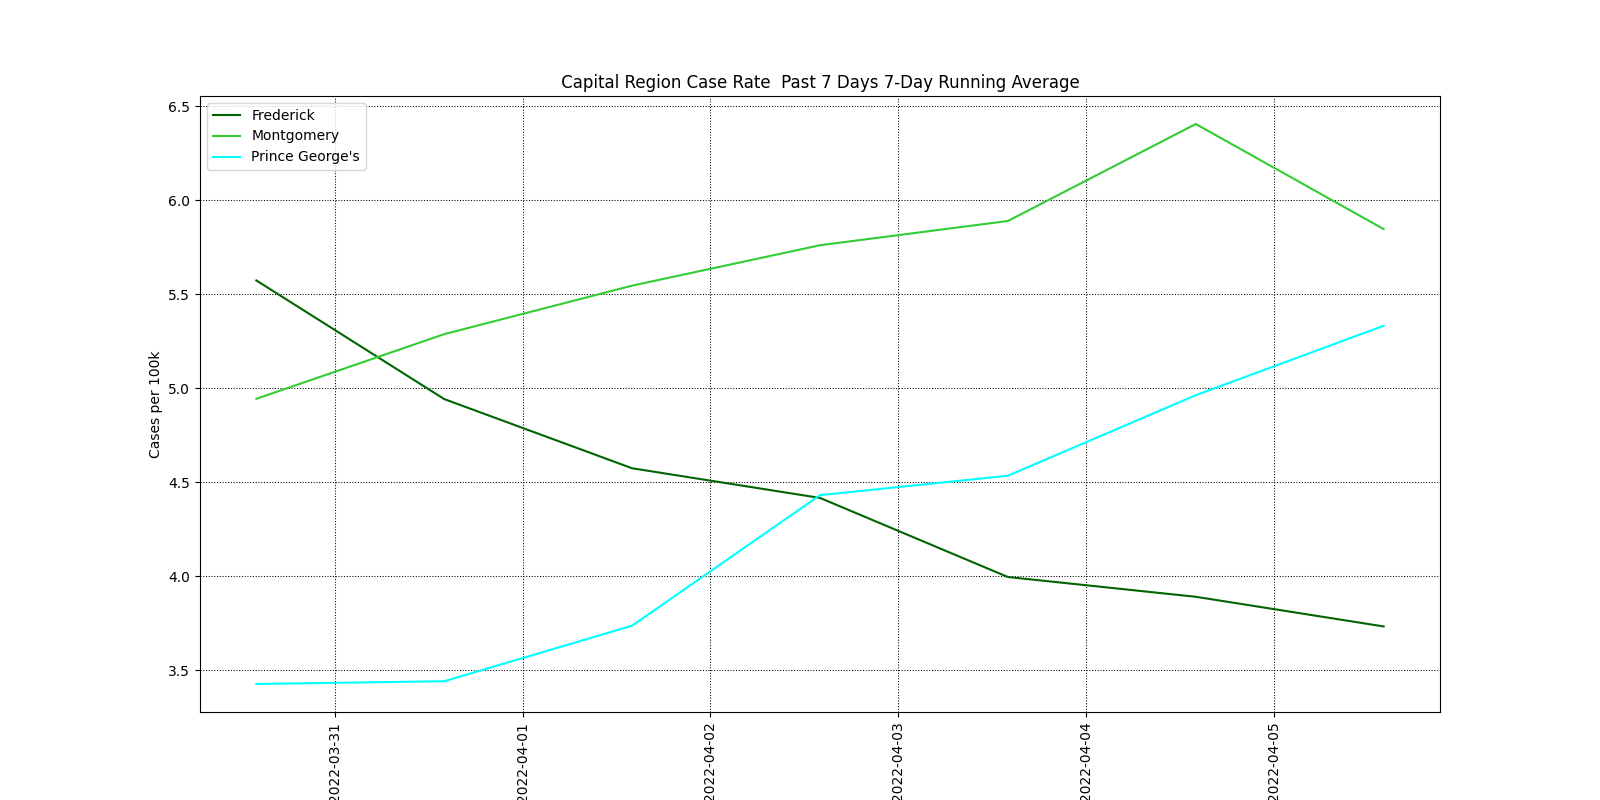 Capital Region Case Rate  Past 7 Days 7-Day Running Average
Frederick
Montgomery
Prince George's
Cases per 100k
6.5
6.0
5.5
5.0
4.5
4.0
3.5
2022-03-31
2022-04-01
2022-04-02
2022-04-03
2022-04-04
2022-04-05